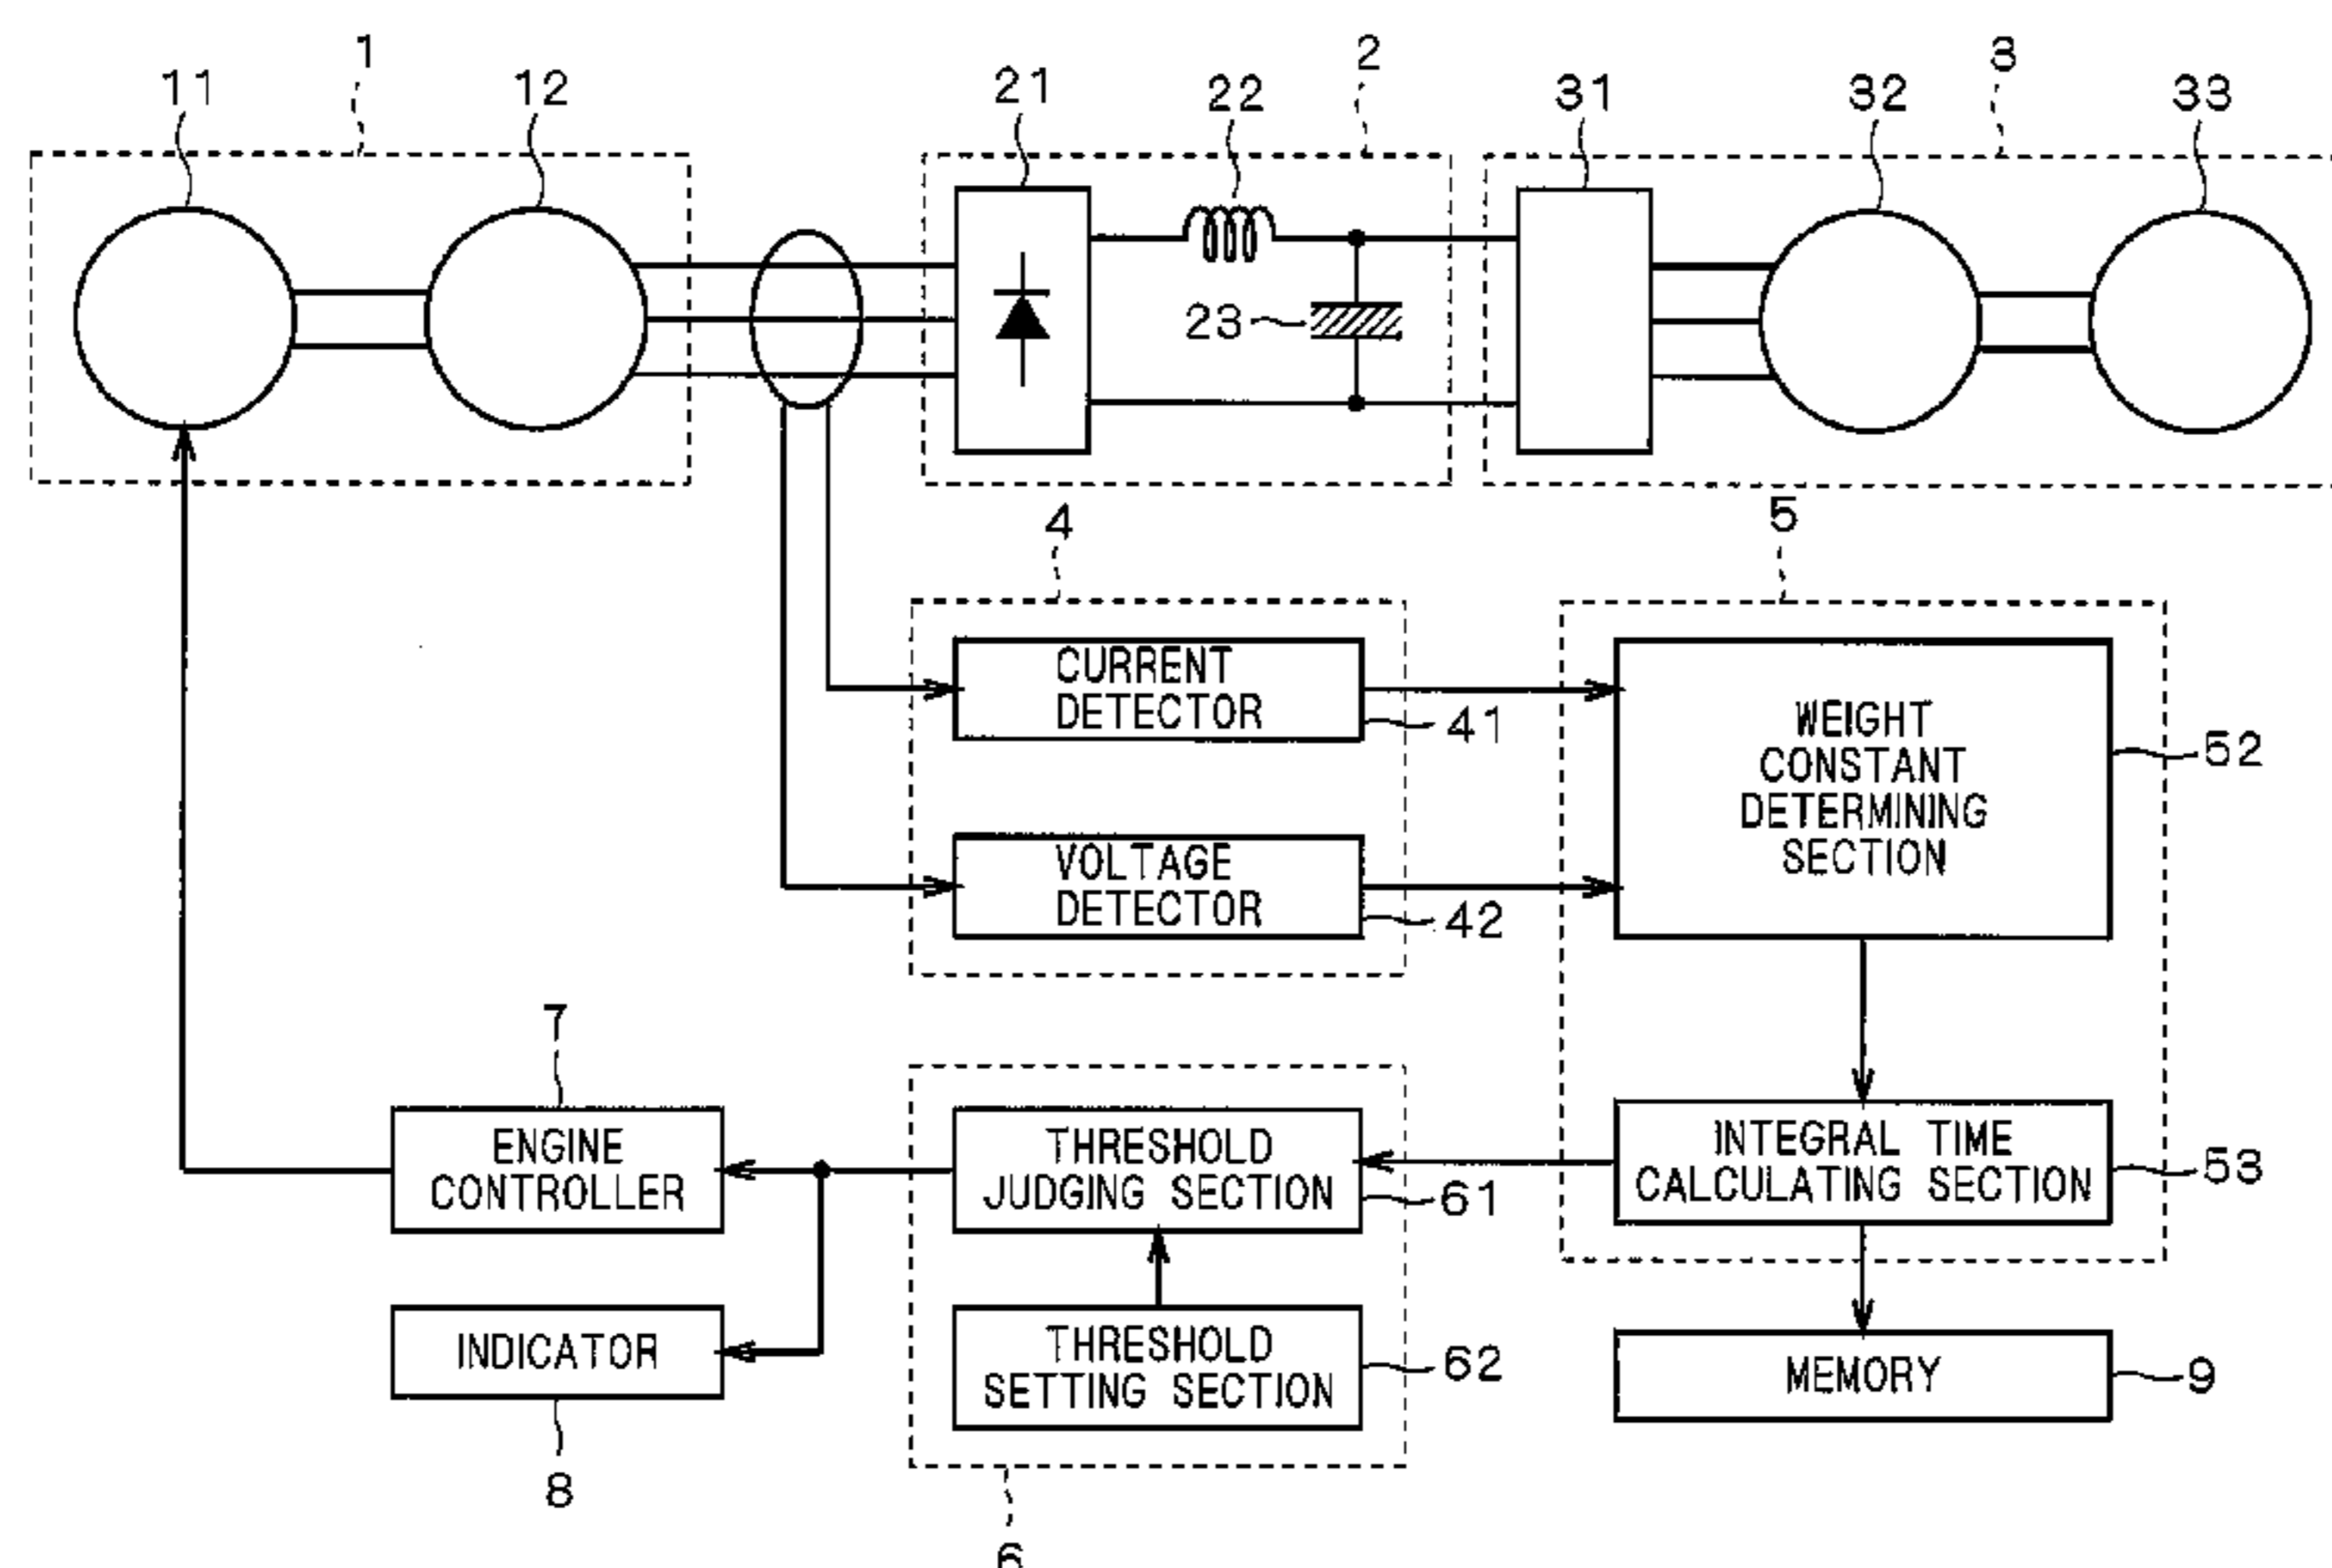 1
2
3
11
12
21
22
31
32
33
23
4
5
CURRENT
DETECTOR
41
WEIGHT
CONSTANT
DETERMINING
SECTION
52
VOLTAGE
DETECTOR
42
7
ENGINE
CONTROLLER
THRESHOLD
JUDGING SECTION
61
INTEGRAL TIME
CALCULATING SECTION
53
INDICATOR
8
THRESHOLD
SETTING SECTION
62
MEMORY
9
6